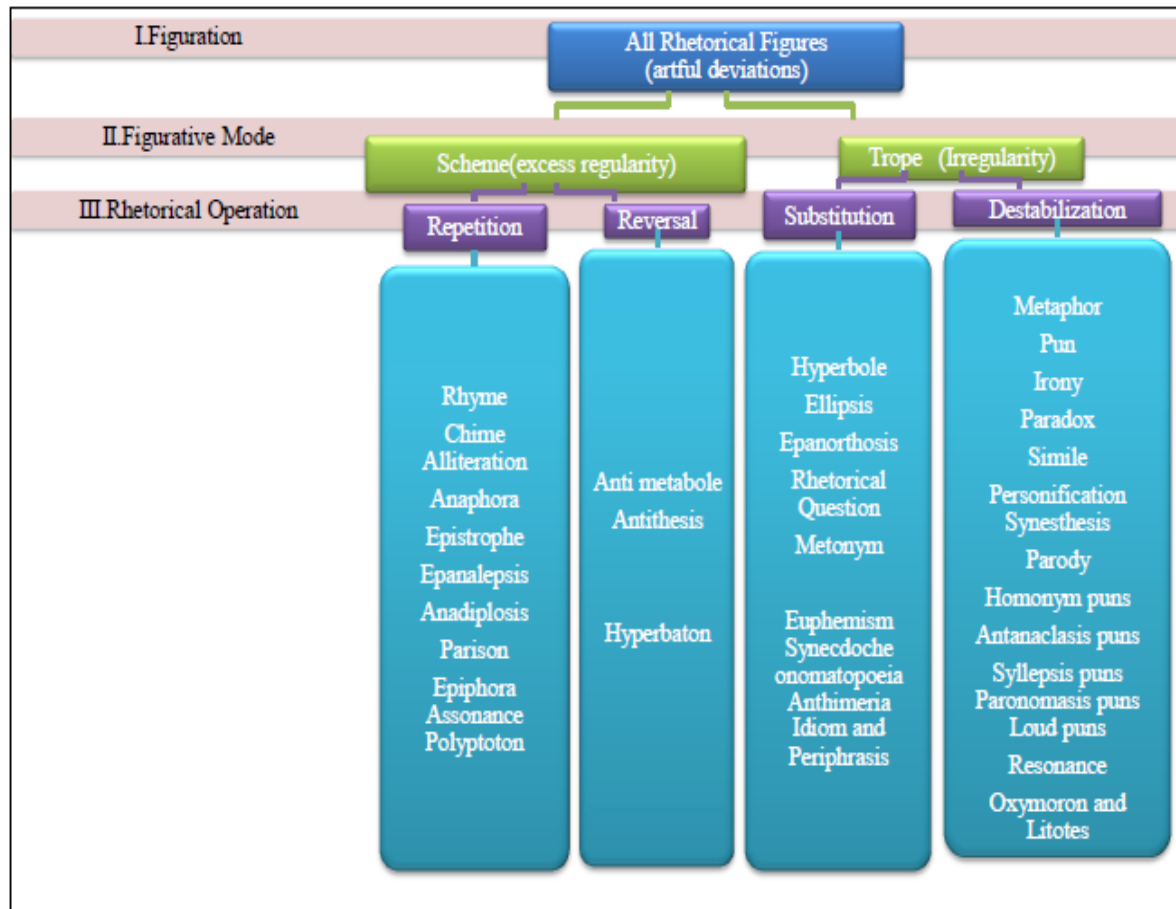 I.Figuration
All Rhetorical Figures
(artful deviations)
II.Figurative Mode
Scheme(excess regularity)
Trope (Irregularity)
III.Rhetorical Operation
Repetition
Reversal
Substitution
Destabilization
Rhyme
Chime
Alliteration
Anaphora
Epistrophe
Epanalepsis
Anadiplosis
Parison
Epiphora
Assonance
Polyptoton
Anti metabole
Antithesis
Hyperbaton
Hyperbole
Ellipsis
Epanorthosis
Rhetorical
Question
Metonym
Euphemism
Synecdoche
onomatopoeia
Anthimeria
Idiom and
Periphrasis
Metaphor
Pun
Irony
Paradox
Simile
Personification
Synesthesis
Parody
Homonym puns
Antanaclasis puns
Syllepsis puns
Paronomasis puns
Loud puns
Resonance
Oxymoron and
Litotes